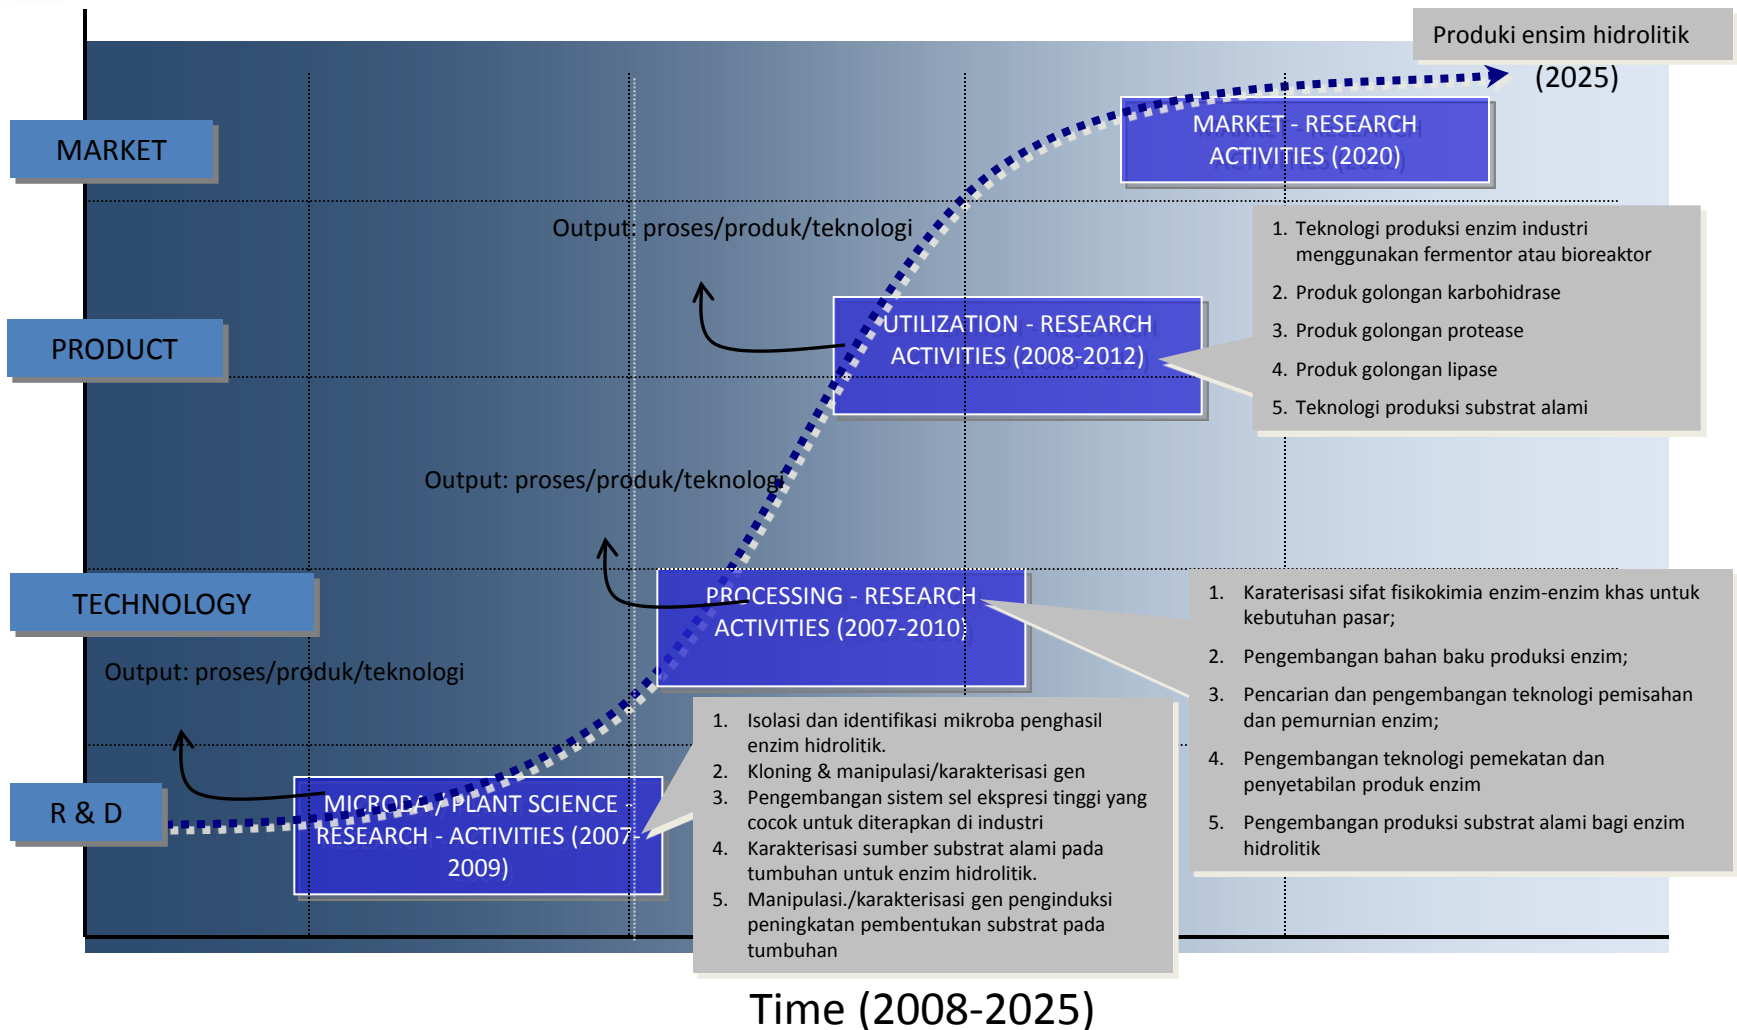 Produki ensim hidrolitik
(2025)
MARKET
MARKET - RESEARCH
ACTIVITIES (2020)
Output: proses/produk/teknologi
1. Teknologi produksi enzim industri
menggunakan fermentor atau bioreaktor
2. Produk golongan karbohidrase
3. Produk golongan protease
4. Produk golongan lipase
5. Teknologi produksi substrat alami
PRODUCT
UTILIZATION - RESEARCH
ACTIVITIES (2008-2012)
Output: proses/produk/teknologi
TECHNOLOGY
PROCESSING - RESEARCH
ACTIVITIES (2007-2010)
1. Karaterisasi sifat fisikokimia enzim-enzim khas untuk
kebutuhan pasar;
2. Pengembangan bahan baku produksi enzim;
3. Pencarian dan pengembangan teknologi pemisahan
dan pemurnian enzim;
4. Pengembangan teknologi pemekatan dan
penyetabilan produk enzim
5. Pengembangan produksi substrat alami bagi enzim
hidrolitik
Output: proses/produk/teknologi
R & D
MICROBA / PLANT SCIENCE -
RESEARCH - ACTIVITIES (2007-
2009)
1. Isolasi dan identifikasi mikroba penghasil
enzim hidrolitik.
2. Kloning & manipulasi/karakterisasi gen
3. Pengembangan sistem sel ekspresi tinggi yang
cocok untuk diterapkan di industri
4. Karakterisasi sumber substrat alami pada
tumbuhan untuk enzim hidrolitik.
5. Manipulasi./karakterisasi gen penginduksi
peningkatan pembentukan substrat pada
tumbuhan
Time (2008-2025)